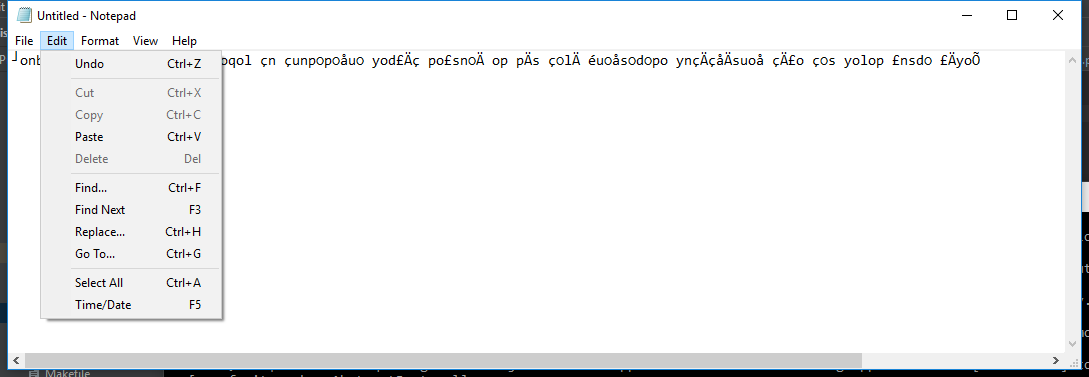 Untitled - Notepad
File Edit Format View Help
┘onb
qol çn çunpopoåuo yod£Äç po£snoÄ op pÄs çolÄ éuoåsodopo ynçÄçåÄsuoå çÄ£o ços yolop £nsdo £ÄyoÕ
Undo Ctrl+Z
Cut Ctrl+X
Copy Ctrl+C
Paste Ctrl+V
Delete Del
Find... Ctrl+F
Find Next F3
Replace... Ctrl+H
Go To... Ctrl+G
Select All Ctrl+A
Time/Date F5
Makefile